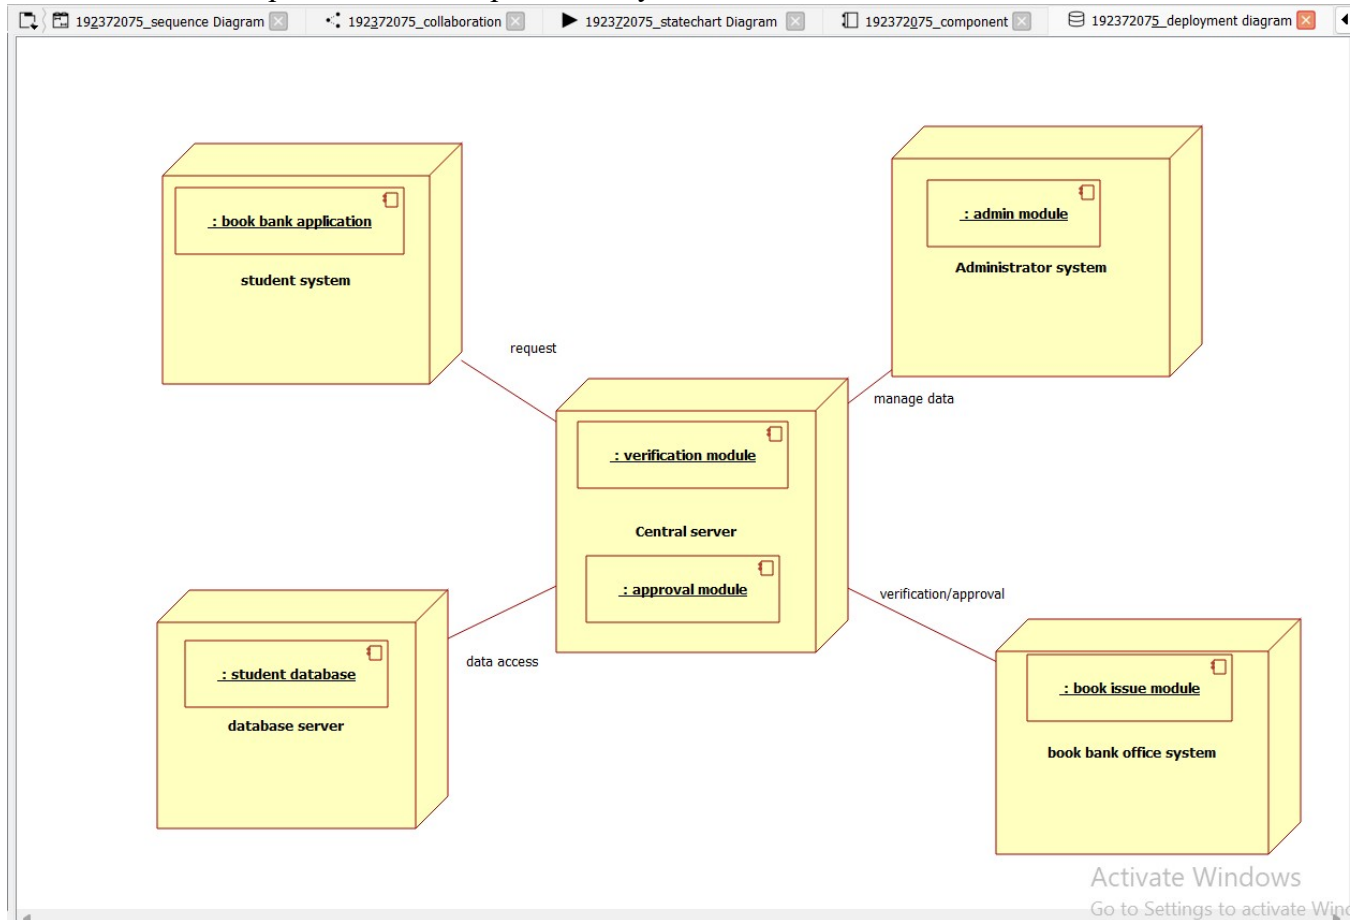 192372075_sequence Diagram
192372075_collaboration
192372075_statechart Diagram
192372075_component
192372075_deployment diagram
: book bank application
student system
: admin module
Administrator system
request
manage data
: verification module
Central server
: approval module
verification/approval
data access
: student database
database server
: book issue module
book bank office system
Activate Windows
Go to Settings to activate Win